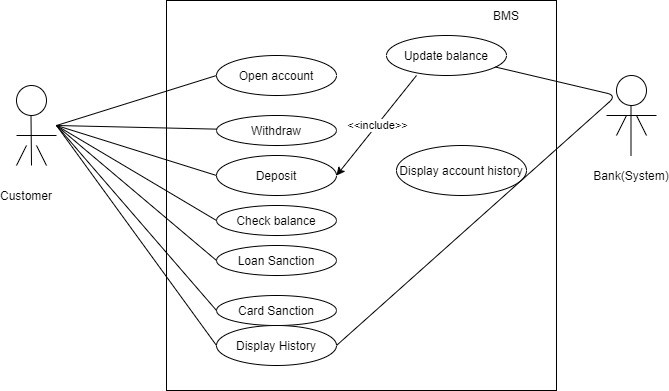 BMS
Update balance
Open account
<<include>>
Withdraw
Display account history
Deposit
Bank(System)
Customer
Check balance
Loan Sanction
Card Sanction
Display History